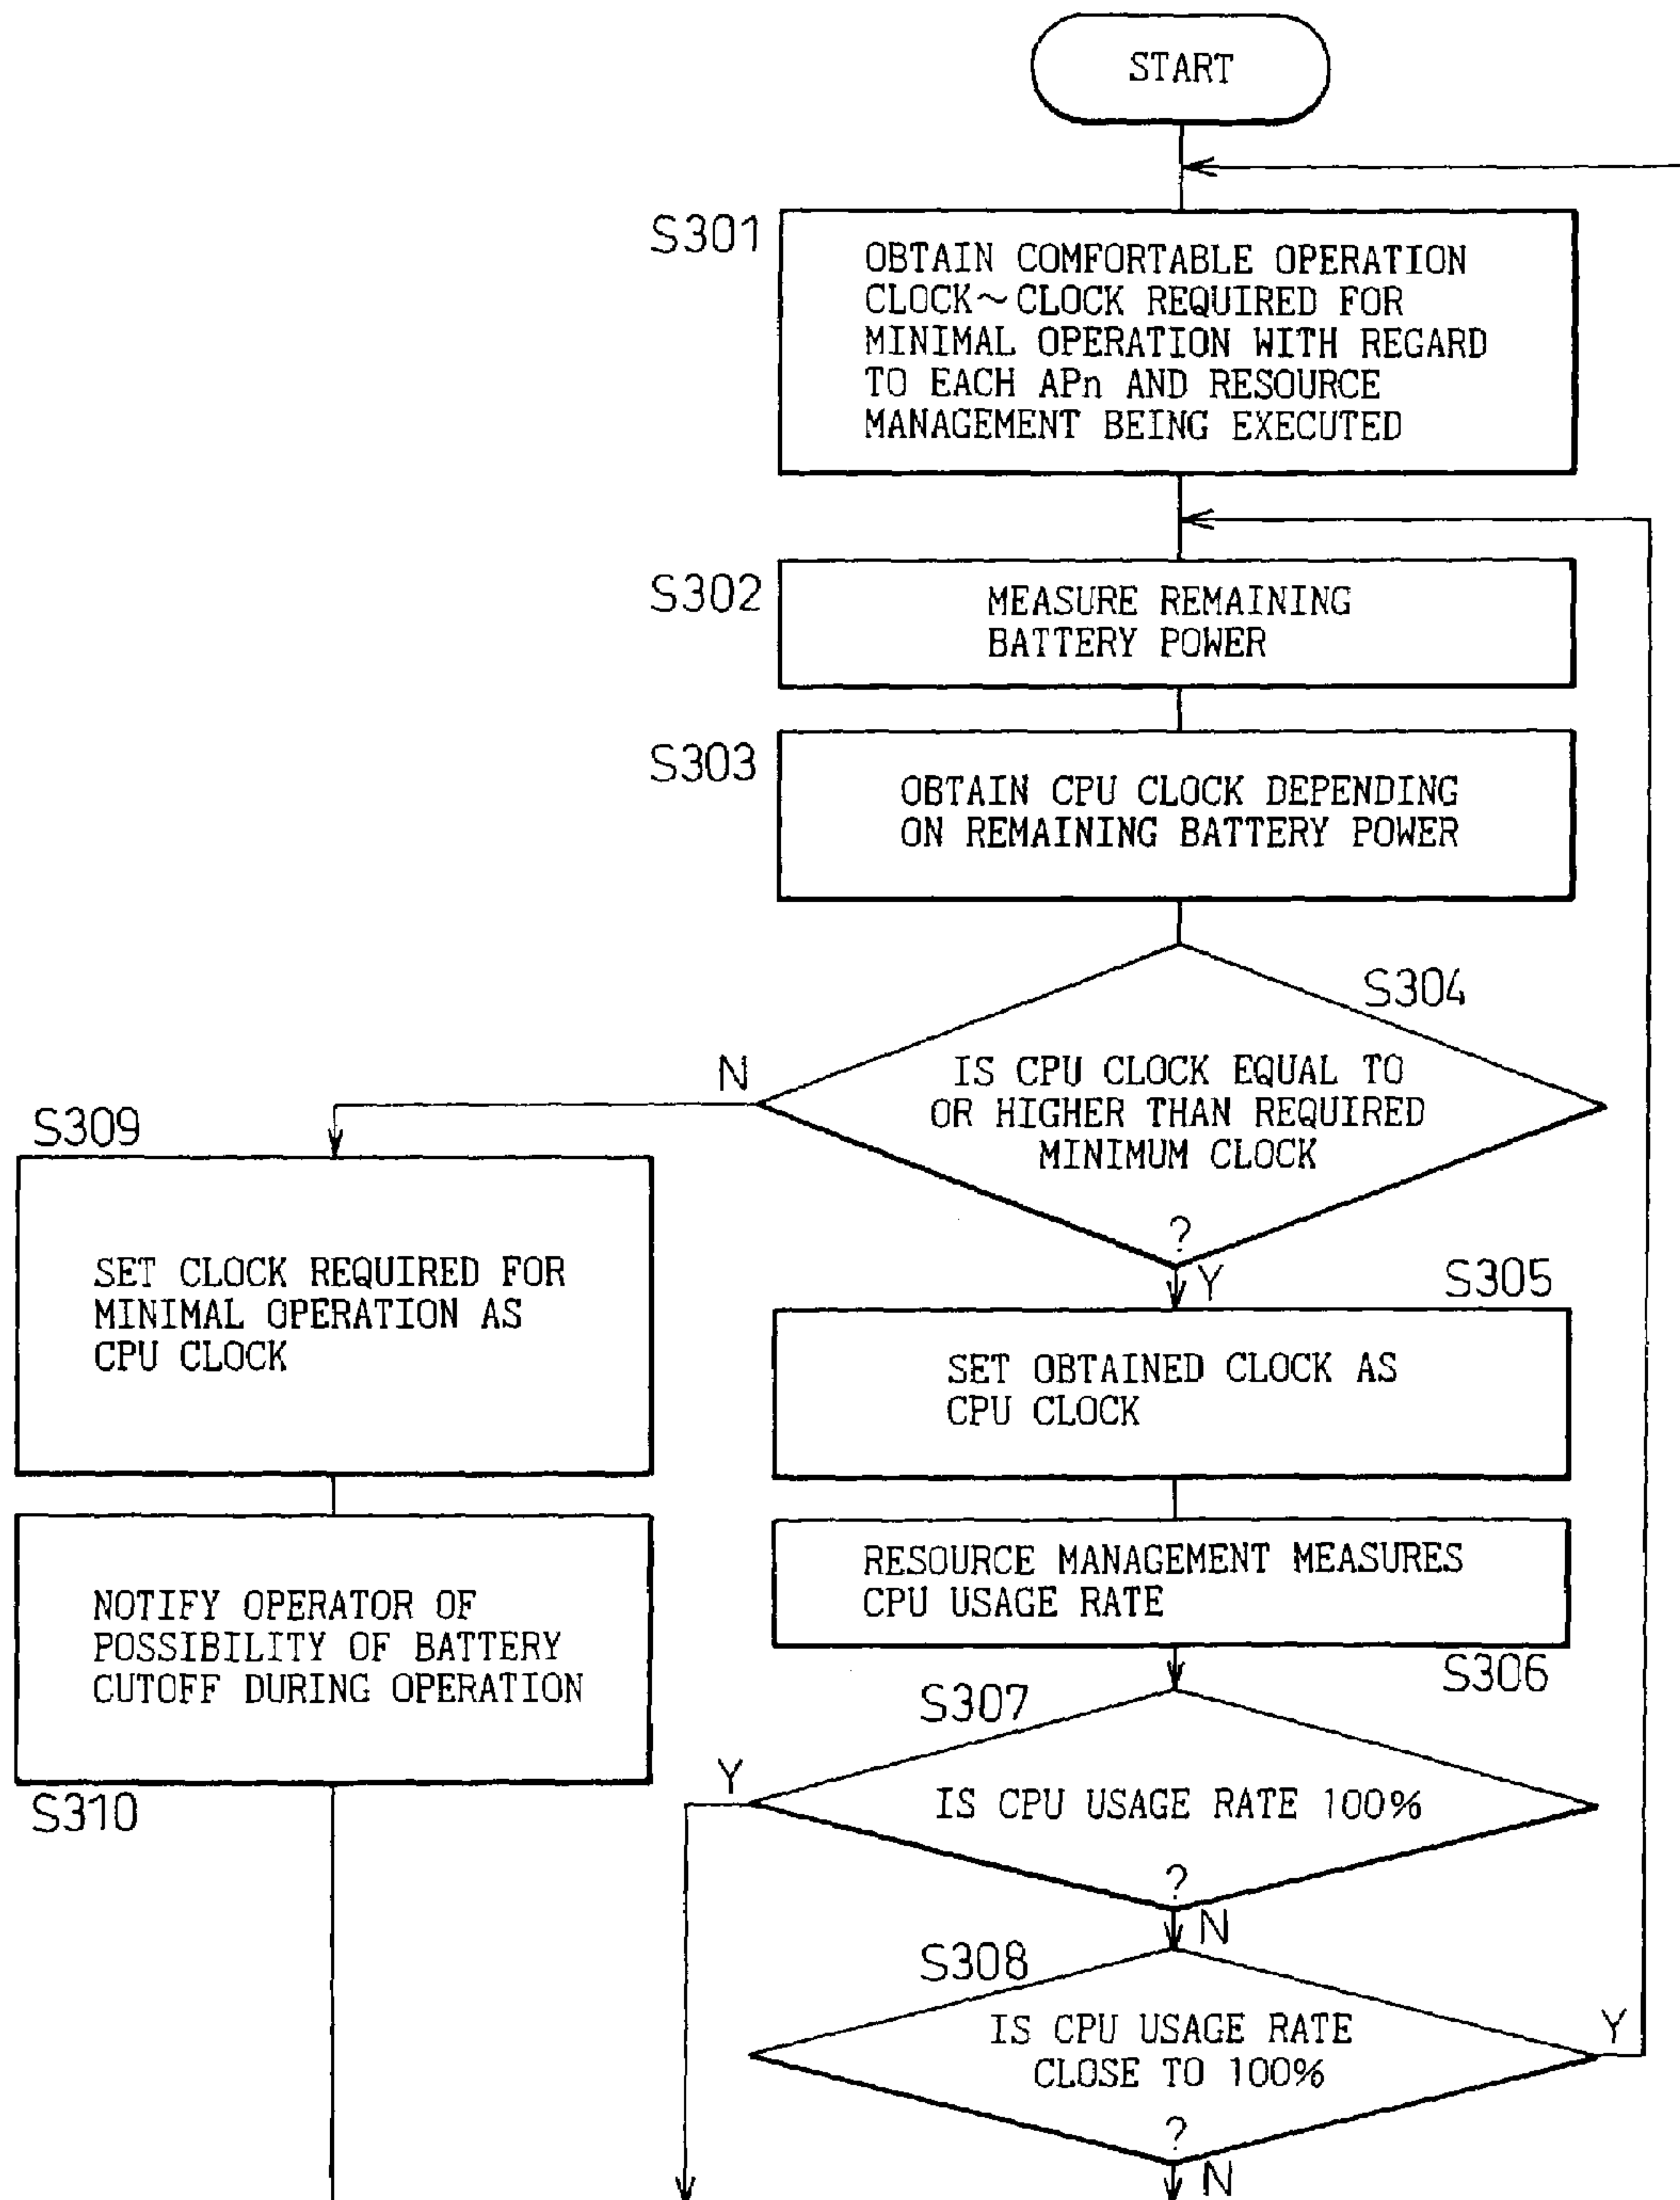 START
S301
OBTAIN COMFORTABLE OPERATION
CLOCK~CLOCK REQUIRED FOR
MINIMAL OPERATION WITH REGARD
TO EACH APn AND RESOURCE
MANAGEMENT BEING EXECUTED
S302
MEASURE REMAINING
BATTERY POWER
S303
OBTAIN CPU CLOCK DEPENDING
ON REMAINING BATTERY POWER
S304
IS CPU CLOCK EQUAL TO
OR HIGHER THAN REQUIRED
MINIMUM CLOCK
?
N
Y
S309
SET CLOCK REQUIRED FOR
MINIMAL OPERATION AS
CPU CLOCK
S305
SET OBTAINED CLOCK AS
CPU CLOCK
NOTIFY OPERATOR OF
POSSIBILITY OF BATTERY
CUTOFF DURING OPERATION
S310
RESOURCE MANAGEMENT MEASURES
CPU USAGE RATE
S306
S307
Y
IS CPU USAGE RATE 100%
?
N
S308
IS CPU USAGE RATE
CLOSE TO 100%
?
Y
N